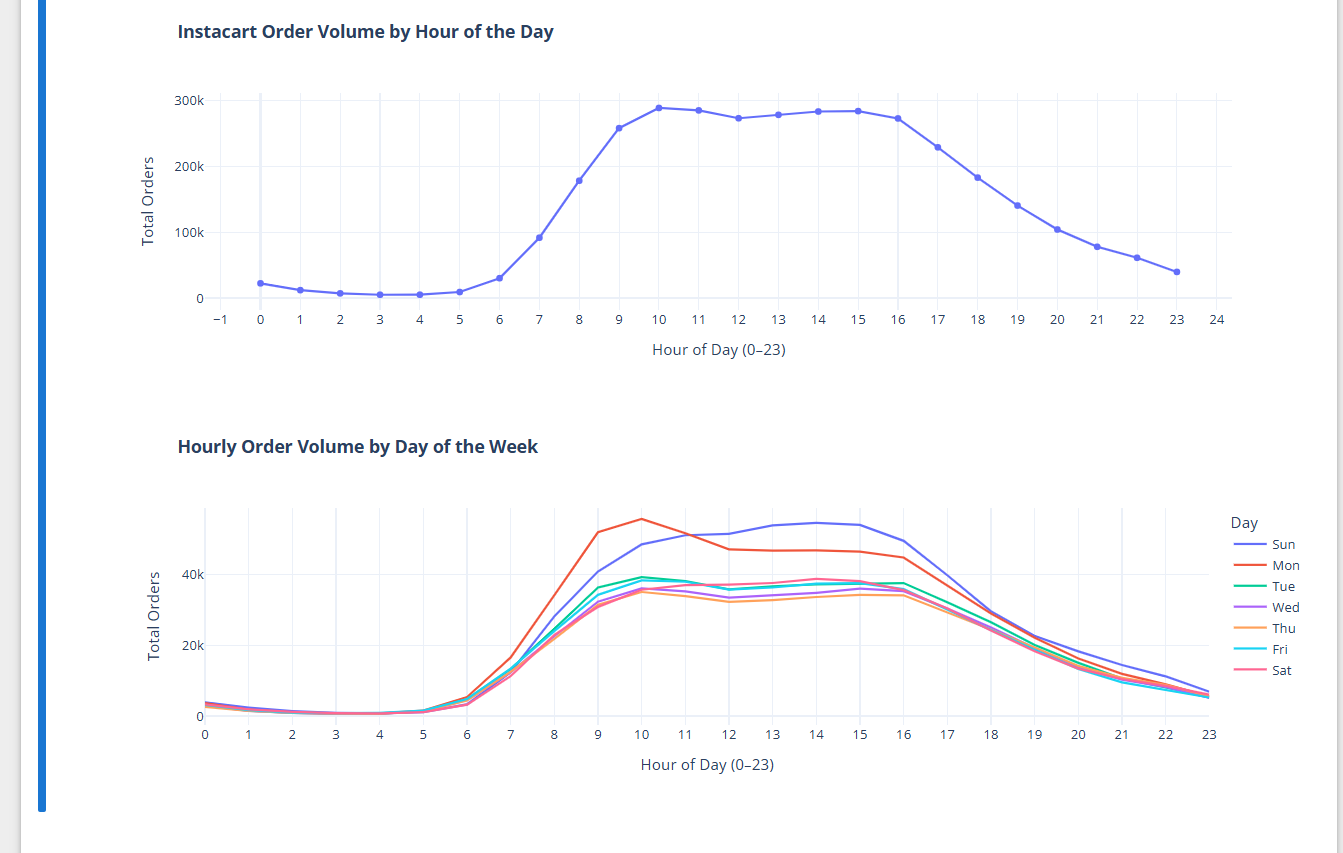 Instacart Order Volume by Hour of the Day
300k
200k
100k
0
Total Orders
−1 0 1 2 3 4 5 6 7 8 9 10 11 12 13 14 15 16 17 18 19 20 21 22 23 24
Hour of Day (0–23)
Hourly Order Volume by Day of the Week
40k
20k
0
Total Orders
0 1 2 3 4 5 6 7 8 9 10 11 12 13 14 15 16 17 18 19 20 21 22 23
Hour of Day (0–23)
Day
Sun
Mon
Tue
Wed
Thu
Fri
Sat